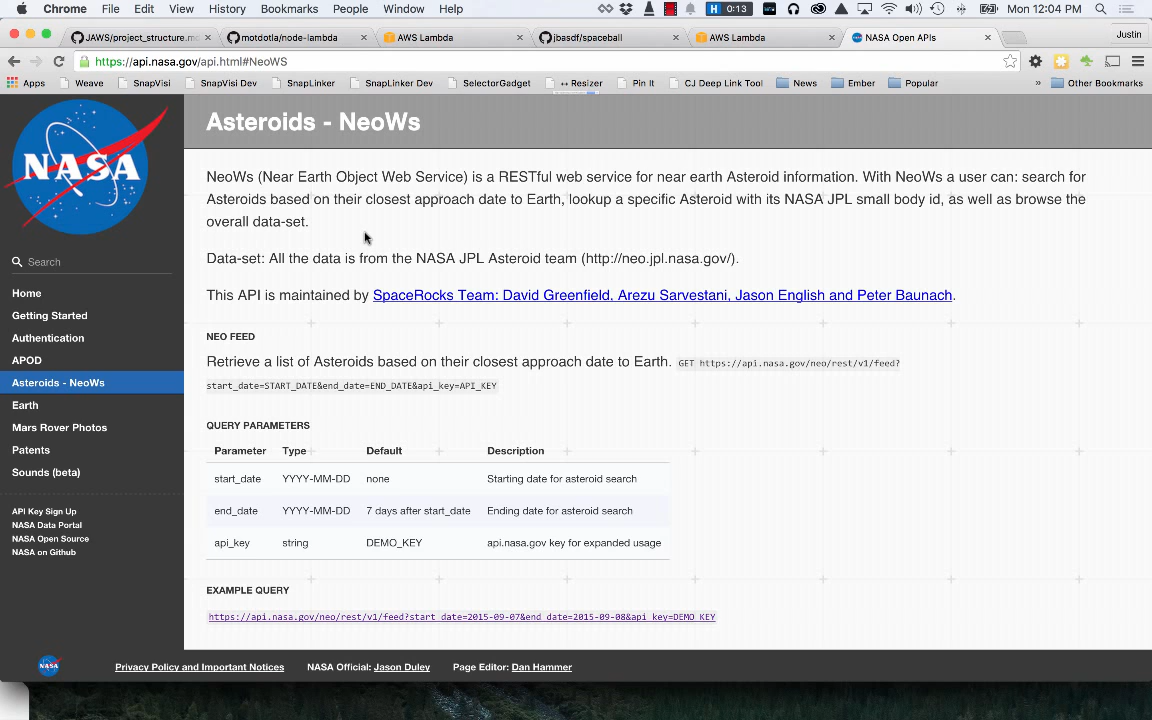 Chrome File Edit View History Bookmarks People Window Help 0:13 Mon 12:04 PM
JAWS/project_structure.m motdotla/node-lambda AWS Lambda jbasdf/spaceball AWS Lambda NASA Open APIs Justin
https://api.nasa.gov/api.html#NeoWS
Apps Weave SnapVisi SnapVisi Dev SnapLinker SnapLinker Dev SelectorGadget ↔ Resizer Pin It CJ Deep Link Tool News Ember Popular » Other Bookmarks
NASA
Search
Home
Getting Started
Authentication
APOD
Asteroids - NeoWs
Earth
Mars Rover Photos
Patents
Sounds (beta)
API Key Sign Up
NASA Data Portal
NASA Open Source
NASA on Github
Asteroids - NeoWs
NeoWs (Near Earth Object Web Service) is a RESTful web service for near earth Asteroid information. With NeoWs a user can: search for
Asteroids based on their closest approach date to Earth, lookup a specific Asteroid with its NASA JPL small body id, as well as browse the
overall data-set.
Data-set: All the data is from the NASA JPL Asteroid team (http://neo.jpl.nasa.gov/).
This API is maintained by SpaceRocks Team: David Greenfield, Arezu Sarvestani, Jason English and Peter Baunach.
NEO FEED
Retrieve a list of Asteroids based on their closest approach date to Earth. GET https://api.nasa.gov/neo/rest/v1/feed?
start_date=START_DATE&end_date=END_DATE&api_key=API_KEY
QUERY PARAMETERS
Parameter Type Default Description
start_date YYYY-MM-DD none Starting date for asteroid search
end_date YYYY-MM-DD 7 days after start_date Ending date for asteroid search
api_key string DEMO_KEY api.nasa.gov key for expanded usage
EXAMPLE QUERY
https://api.nasa.gov/neo/rest/v1/feed?start_date=2015-09-07&end_date=2015-09-08&api_key=DEMO_KEY
Privacy Policy and Important Notices NASA Official: Jason Duley Page Editor: Dan Hammer